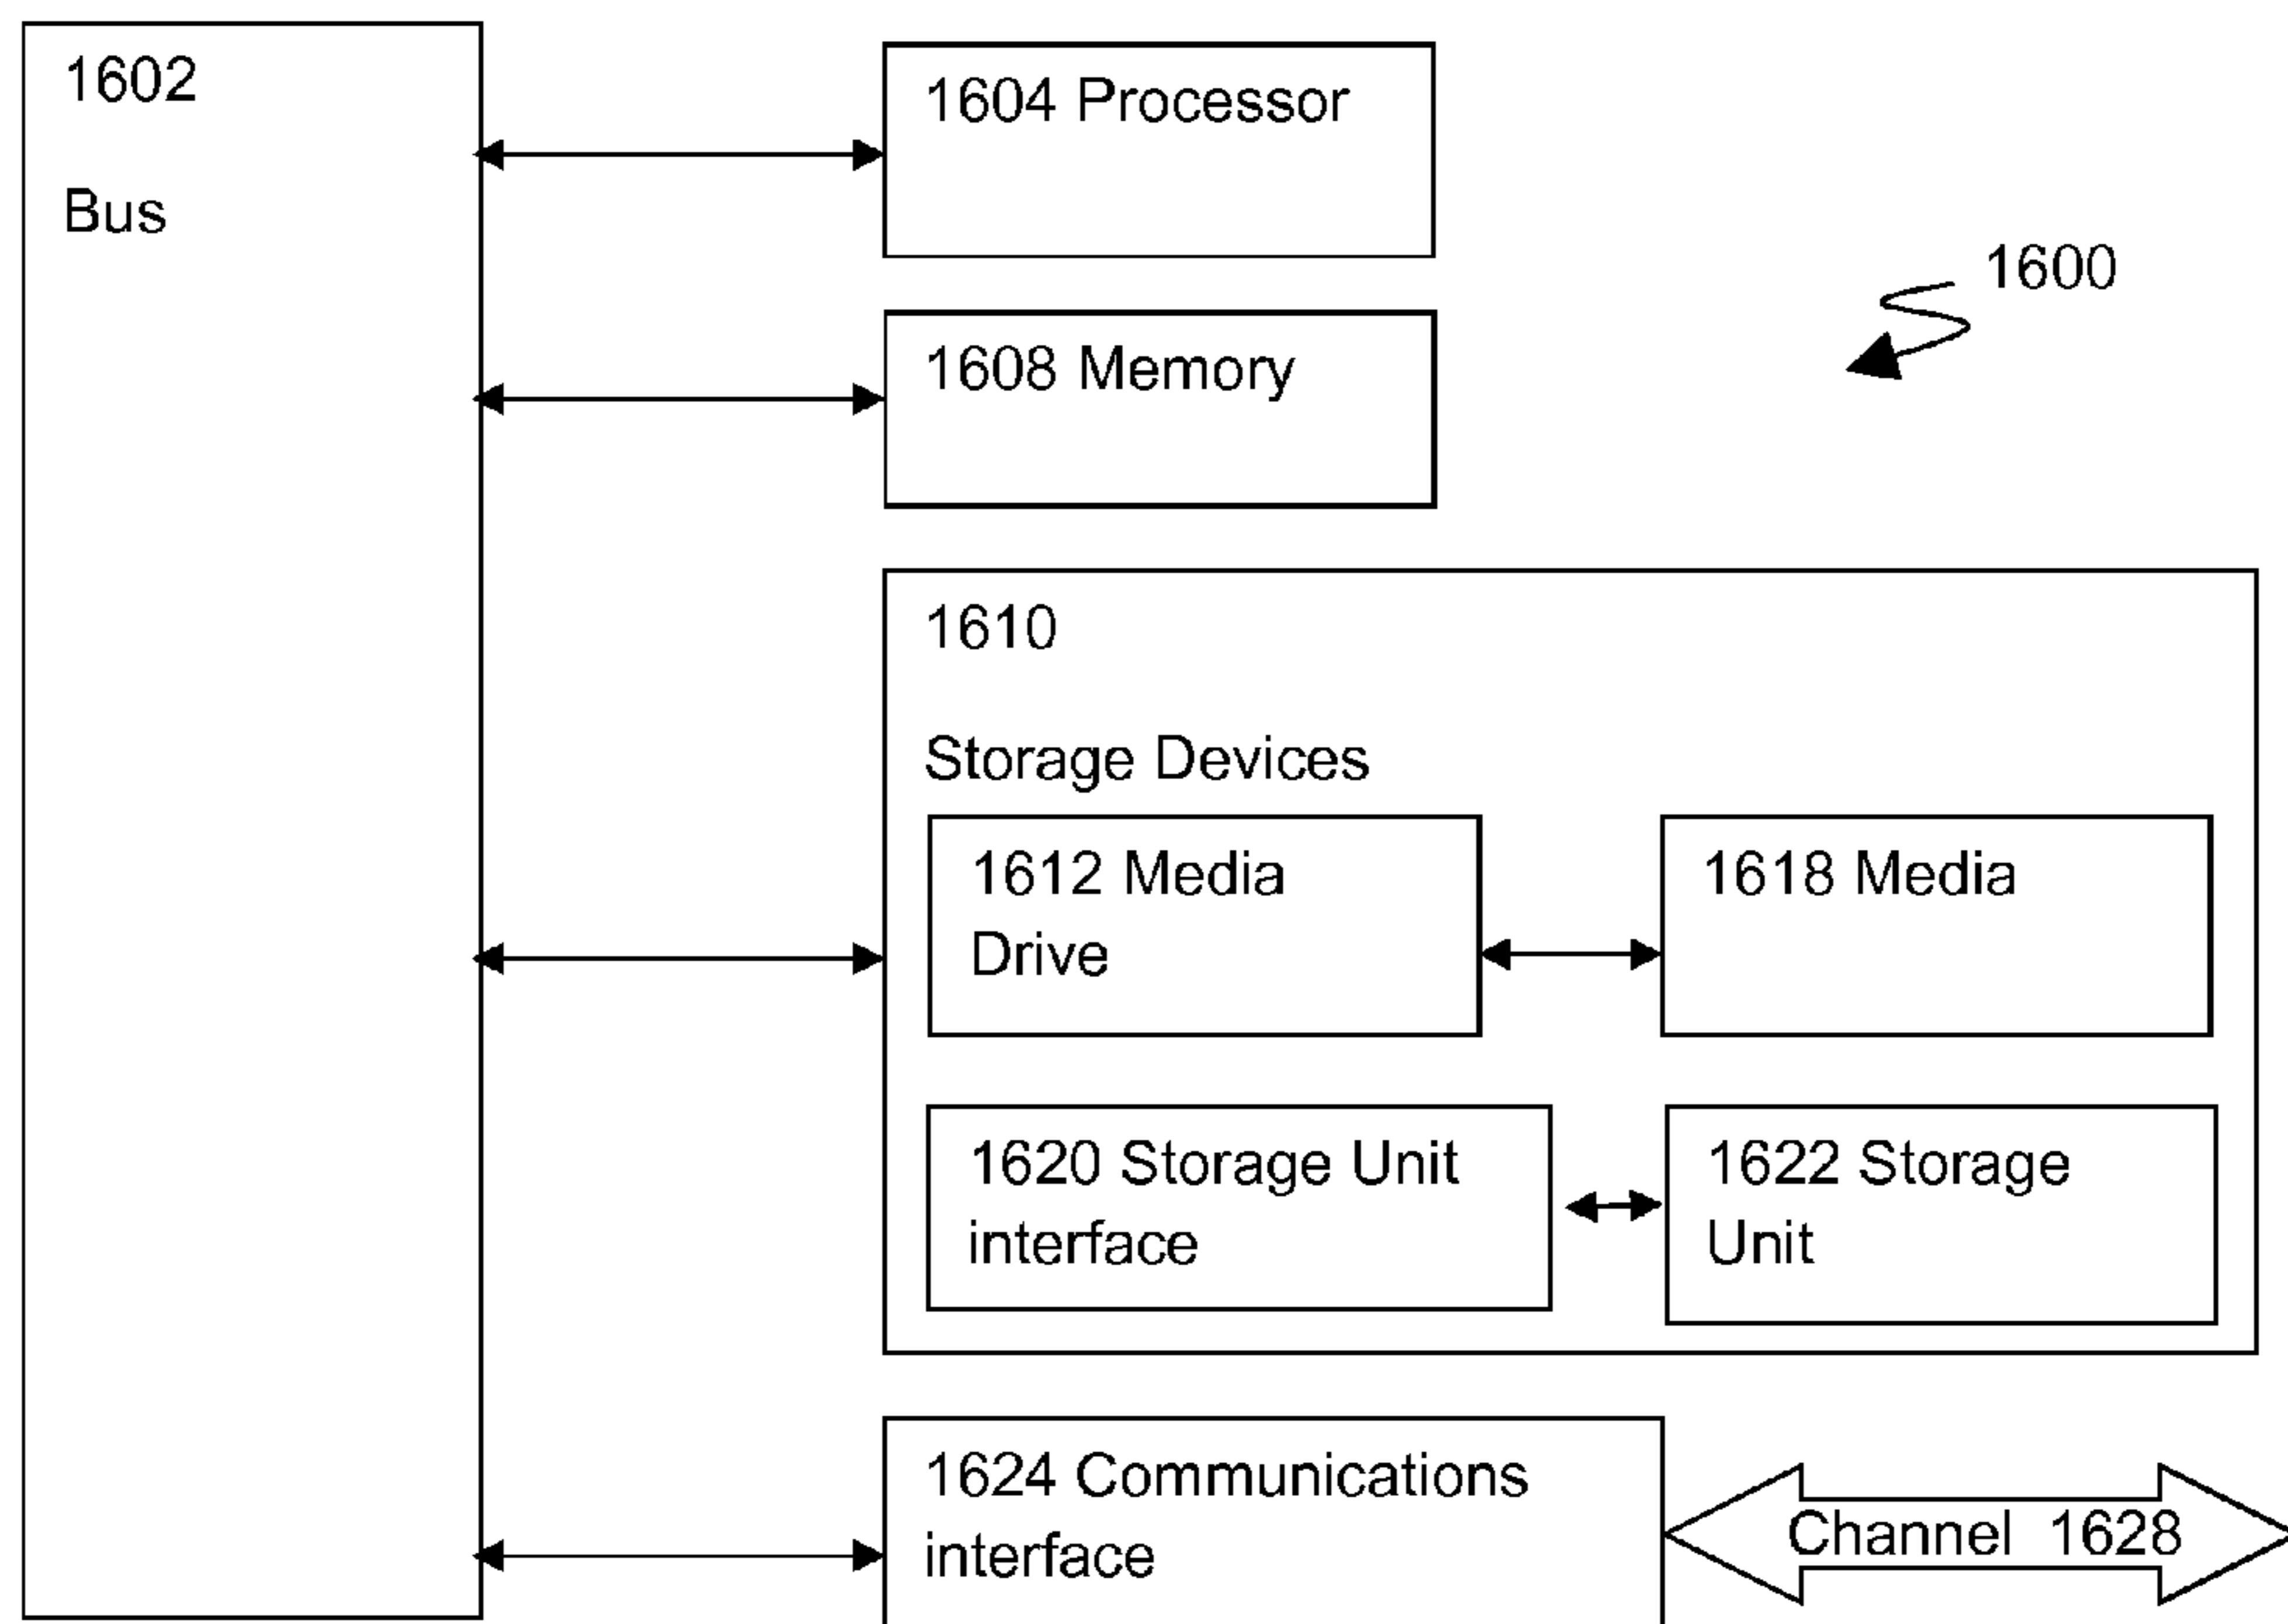 1602
Bus
1604 Processor
1600
1608 Memory
1610
Storage Devices
1612 Media
Drive
1618 Media
1620 Storage Unit
interface
1622 Storage
Unit
1624 Communications
interface
Channel 1628